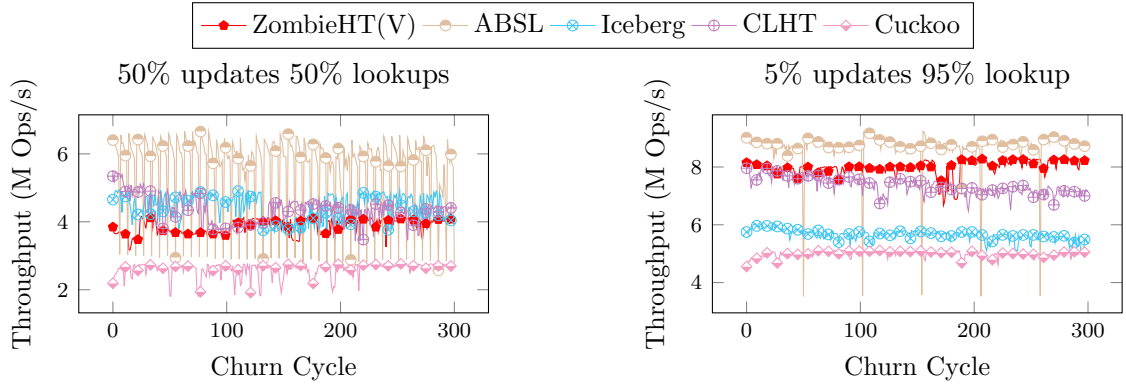 ZombieHT(V) ABSL Iceberg CLHT Cuckoo
50% updates 50% lookups
Throughput (M Ops/s)
6
4
2
0 100 200 300
Churn Cycle
5% updates 95% lookup
Throughput (M Ops/s)
8
6
4
0 100 200 300
Churn Cycle